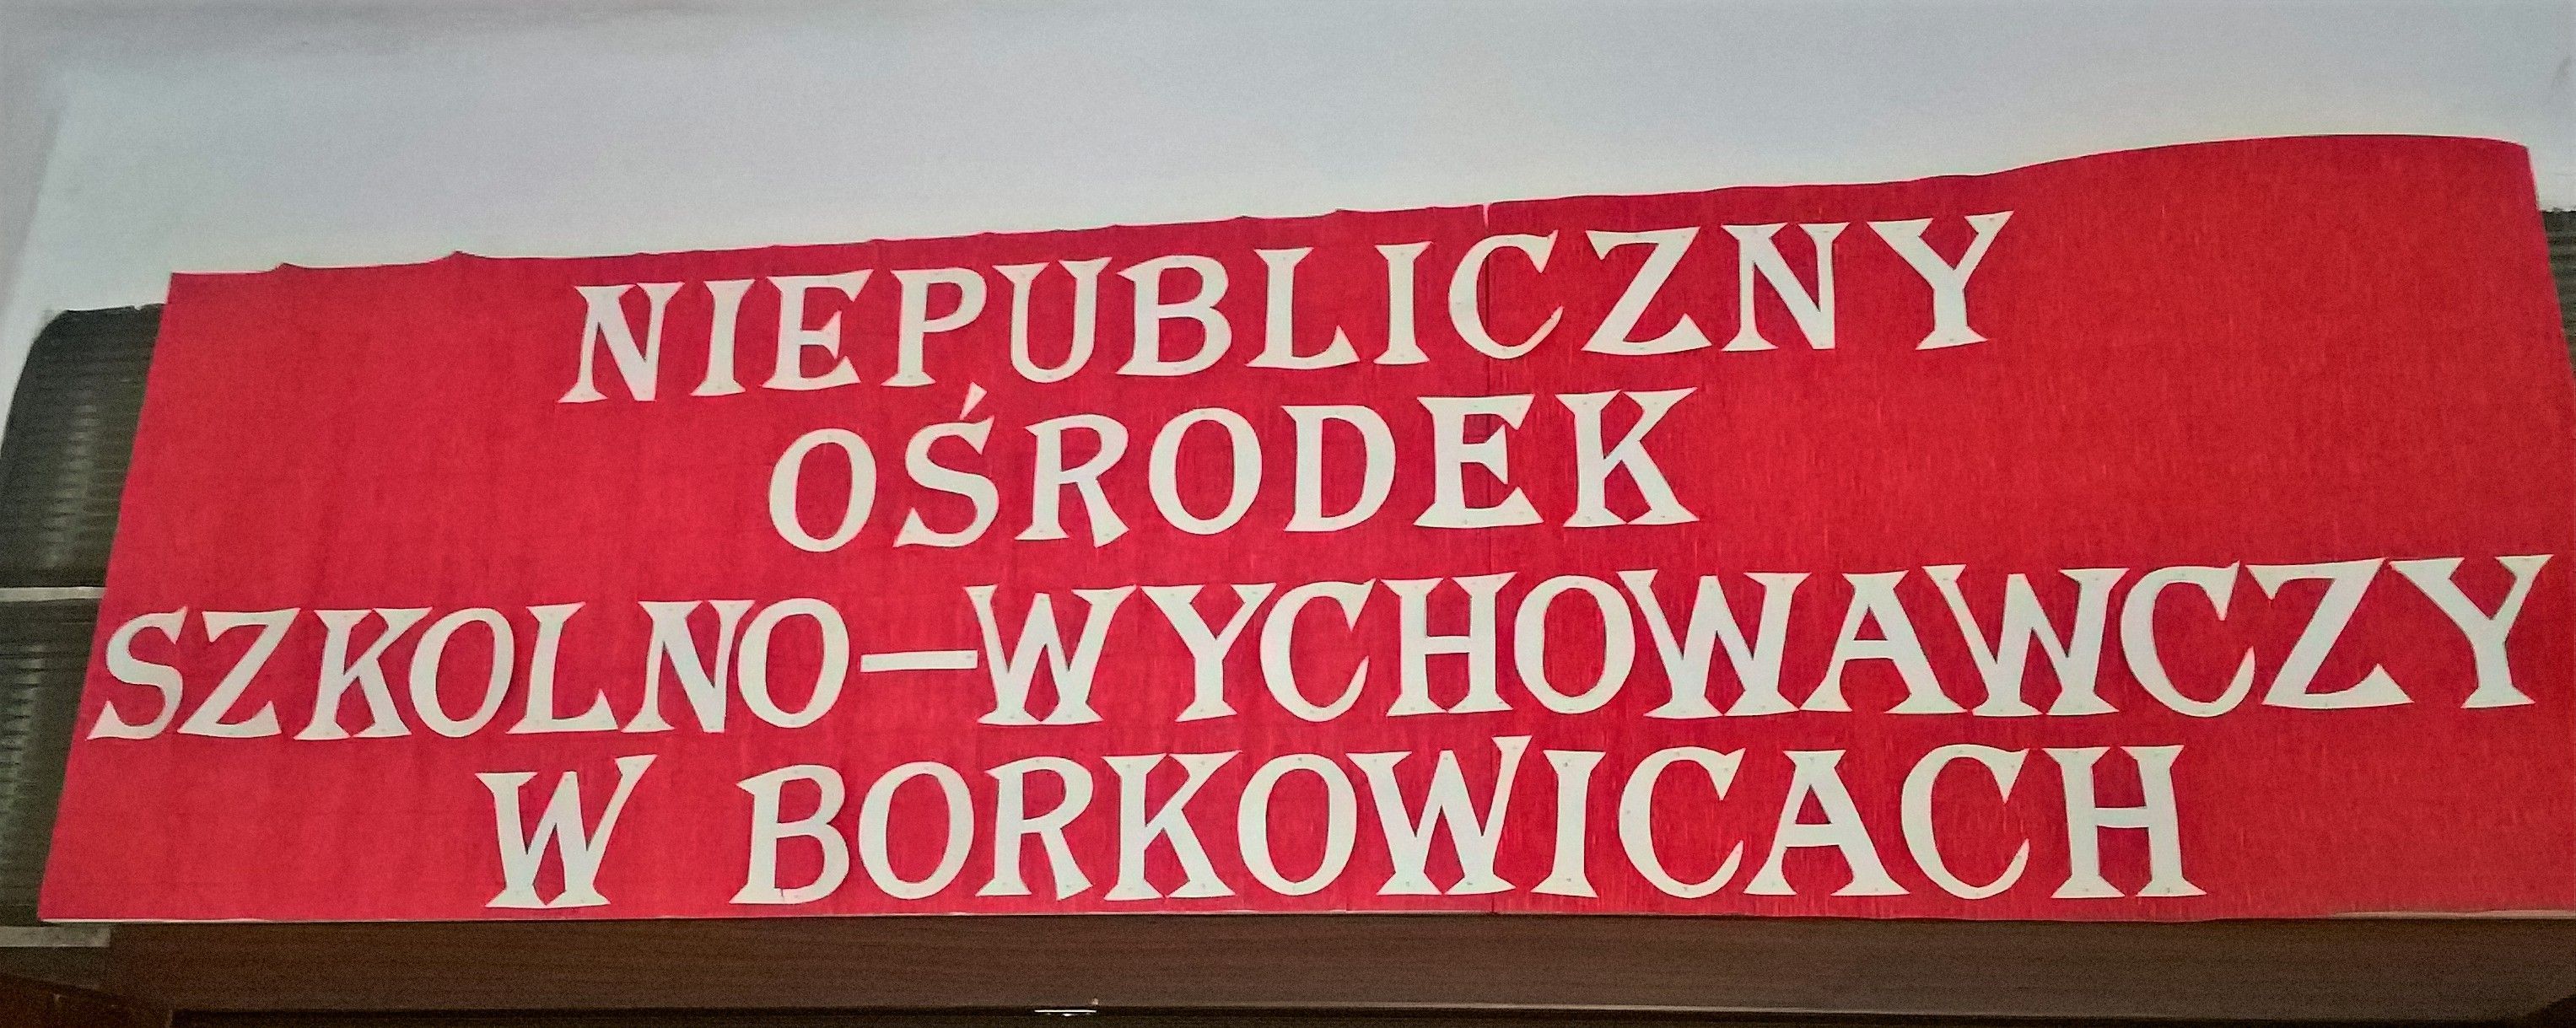 NIEPUBLICZNY
OŚRODEK
SZKOLNO-WYCHOWAWCZY
W BORKOWICACH